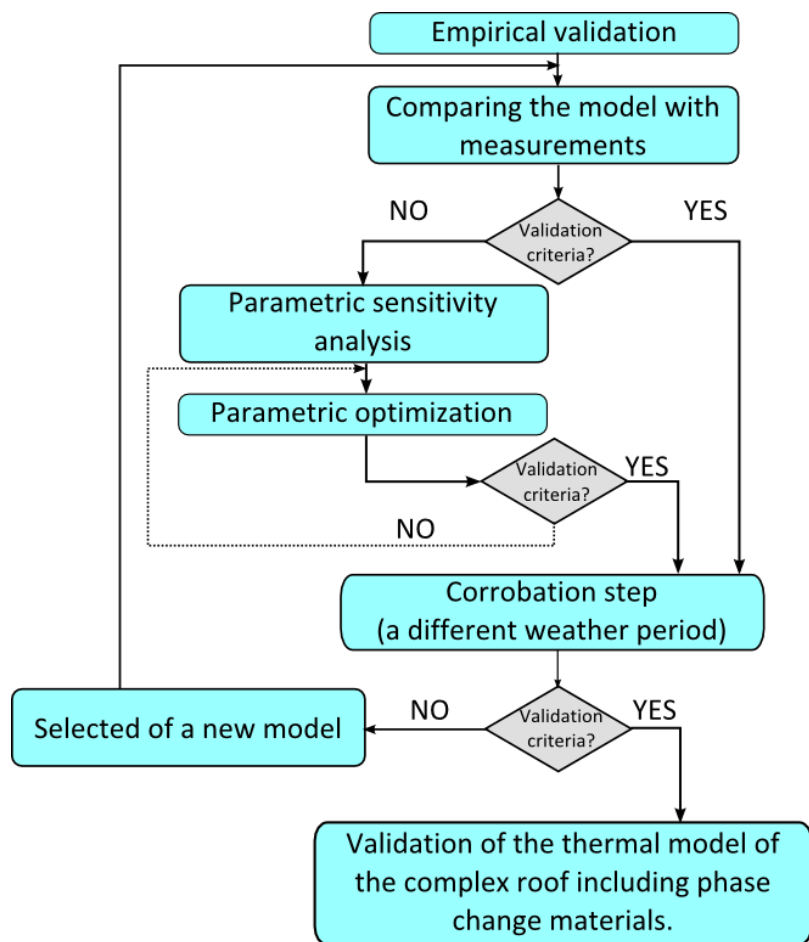 Empirical validation
Comparing the model with
measurements
NO
YES
Validation
criteria?
Parametric sensitivity
analysis
Parametric optimization
Validation
criteria?
YES
NO
Corrobation step
(a different weather period)
Selected of a new model
NO
Validation
criteria?
YES
Validation of the thermal model of
the complex roof including phase
change materials.